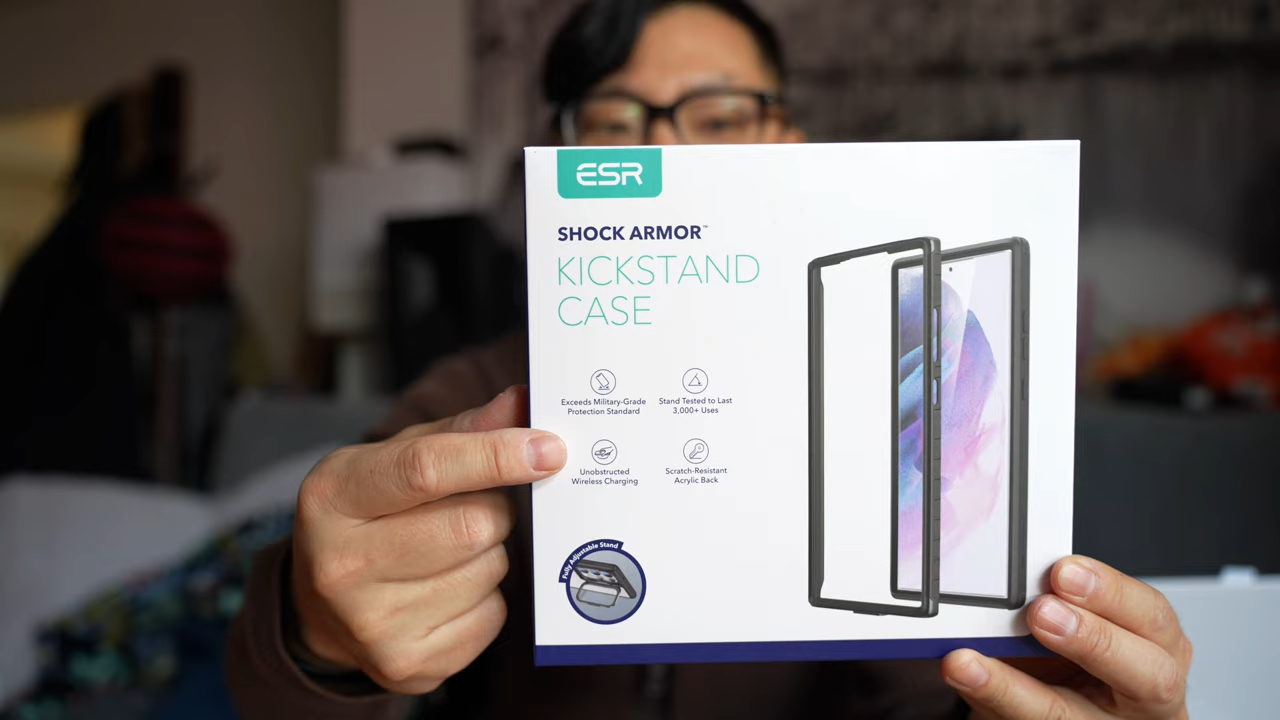 ESR
SHOCK ARMOR™
KICKSTAND
CASE
Exceeds Military-Grade
Protection Standard
Stand Tested to Last
3,000+ Uses
Unobstructed
Wireless Charging
Scratch-Resistant
Acrylic Back
Fully Adjustable Stand